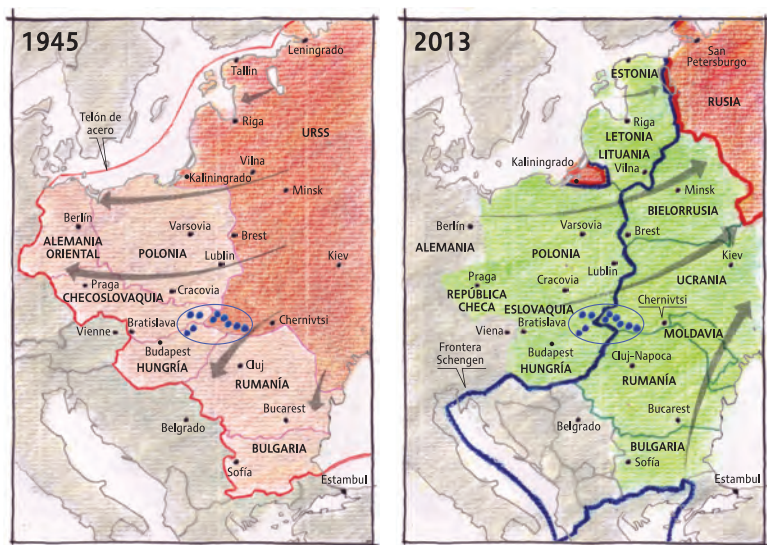 1945
Leningrado
Tallin
Telón de
acero
Riga
URSS
Vilna
Kaliningrado
Minsk
Berlín
ALEMANIA
ORIENTAL
Varsovia
POLONIA
Brest
Lublin
Kiev
Praga
Cracovia
CHECOSLOVAQUIA
Chernivtsi
Vienne
Bratislava
Budapest
HUNGRÍA
Cluj
RUMANÍA
Bucarest
Belgrado
BULGARIA
Sofía
Estambul
2013
San
Petersburgo
ESTONIA
RUSIA
Riga
LETONIA
LITUANIA
Kaliningrado
Vilna
Minsk
BIELORRUSIA
Berlín
ALEMANIA
Varsovia
POLONIA
Brest
Lublin
Kiev
UCRANIA
Praga
Cracovia
REPÚBLICA
CHECA
ESLOVAQUIA
Chernivtsi
Viena
Bratislava
MOLDAVIA
Budapest
HUNGRÍA
Frontera
Schengen
Cluj-Napoca
RUMANÍA
Bucarest
Belgrado
BULGARIA
Sofía
Estambul